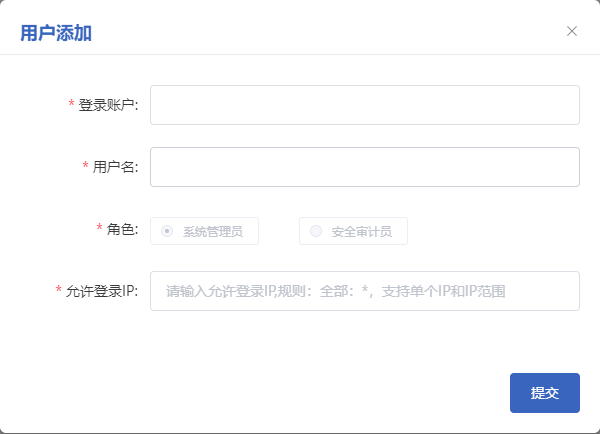 用户添加
* 登录账户:
* 用户名:
* 角色:
系统管理员
安全审计员
* 允许登录IP:
请输入允许登录IP,规则：全部：*，支持单个IP和IP范围
提交